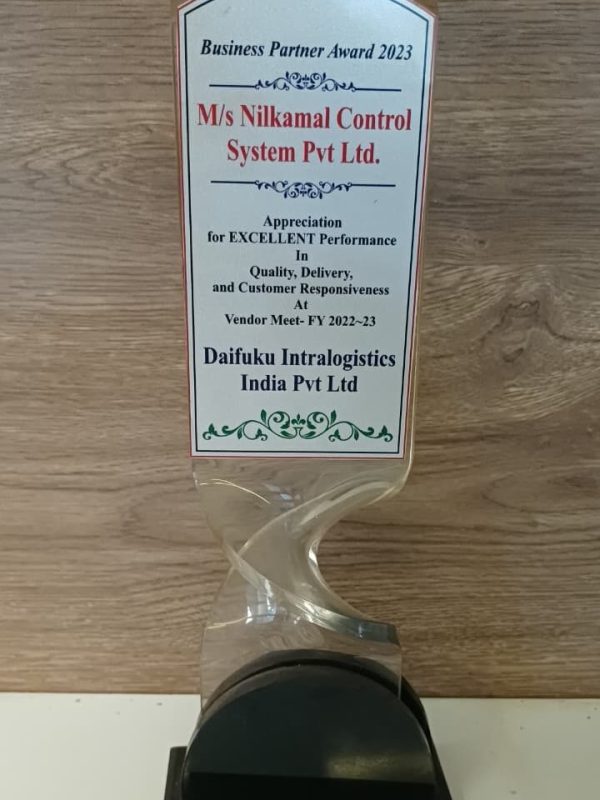 Business Partner Award 2023
M/s Nilkamal Control
System Pvt Ltd.
Appreciation
for EXCELLENT Performance
In
Quality, Delivery,
and Customer Responsiveness
At
Vendor Meet- FY 2022~23
Daifuku Intralogistics
India Pvt Ltd